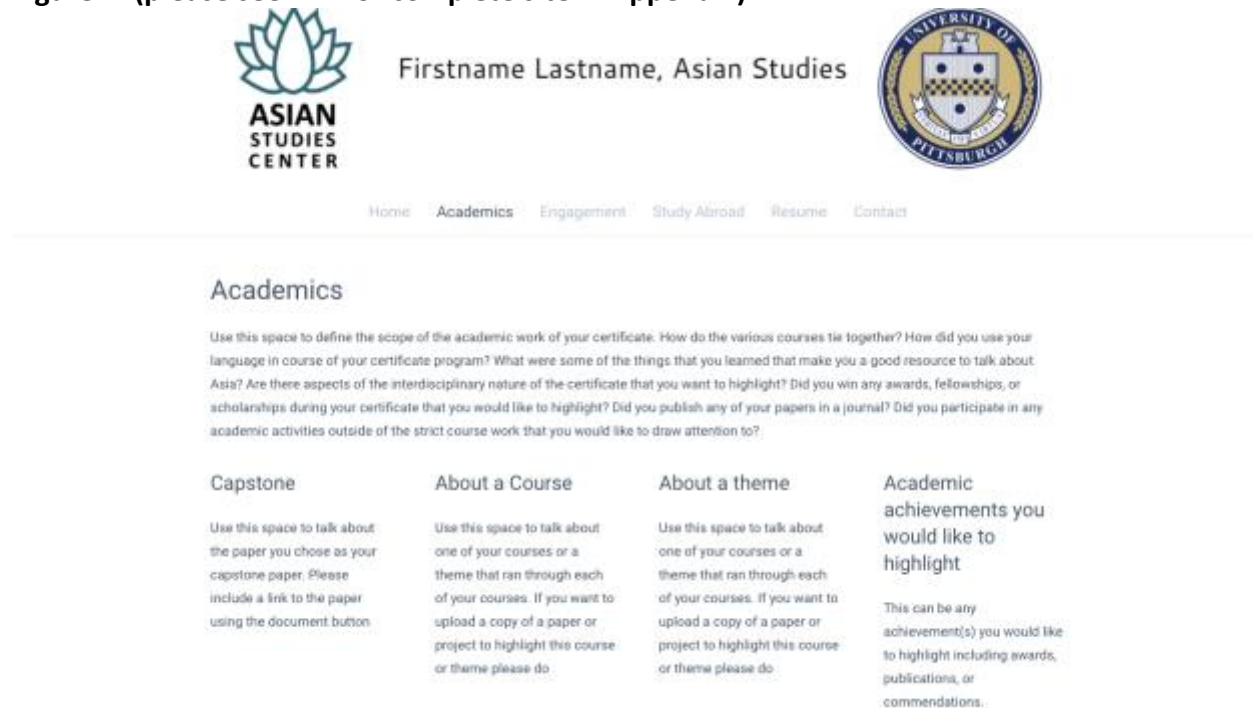 ASIAN
STUDIES
CENTER
Firstname Lastname, Asian Studies
UNIVERSITY OF
PITTSBURGH
Home Academics Engagement Study Abroad Resume Contact
Academics
Use this space to define the scope of the academic work of your certificate. How do the various courses tie together? How did you use your
language in course of your certificate program? What were some of the things that you learned that make you a good resource to talk about
Asia? Are there aspects of the interdisciplinary nature of the certificate that you want to highlight? Did you win any awards, fellowships, or
scholarships during your certificate that you would like to highlight? Did you publish any of your papers in a journal? Did you participate in any
academic activities outside of the strict course work that you would like to draw attention to?
Capstone
Use this space to talk about
the paper you chose as your
capstone paper. Please
include a link to the paper
using the document button
About a Course
Use this space to talk about
one of your courses or a
theme that ran through each
of your courses. If you want to
upload a copy of a paper or
project to highlight this course
or theme please do
About a theme
Use this space to talk about
one of your courses or a
theme that ran through each
of your courses. If you want to
upload a copy of a paper or
project to highlight this course
or theme please do
Academic
achievements you
would like to
highlight
This can be any
achievement(s) you would like
to highlight including awards,
publications, or
commendations.